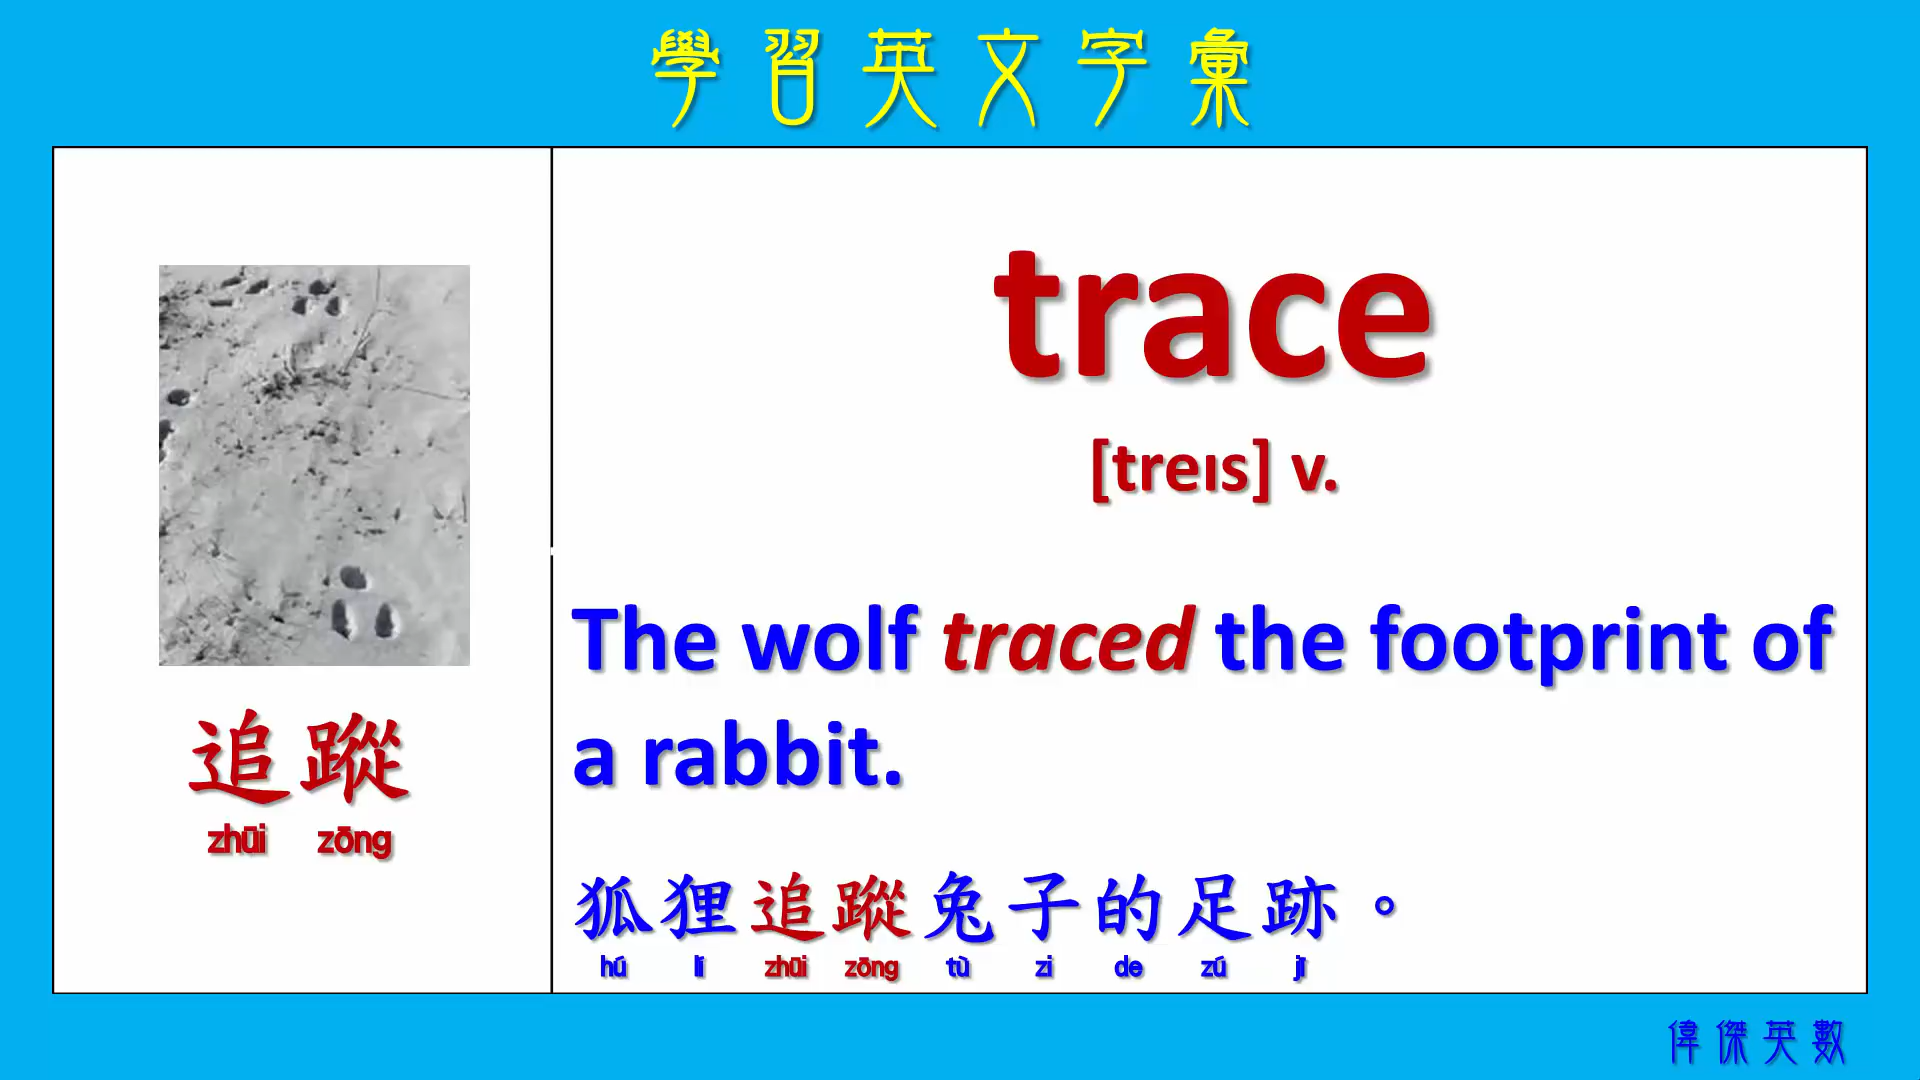 學習英文字彙
trace
[treɪs] v.
The wolf traced the footprint of
a rabbit.
追蹤
zhūi zōng
狐狸追蹤兔子的足跡。
hú lí zhūi zōng tù zi de zú jī
偉傑英數